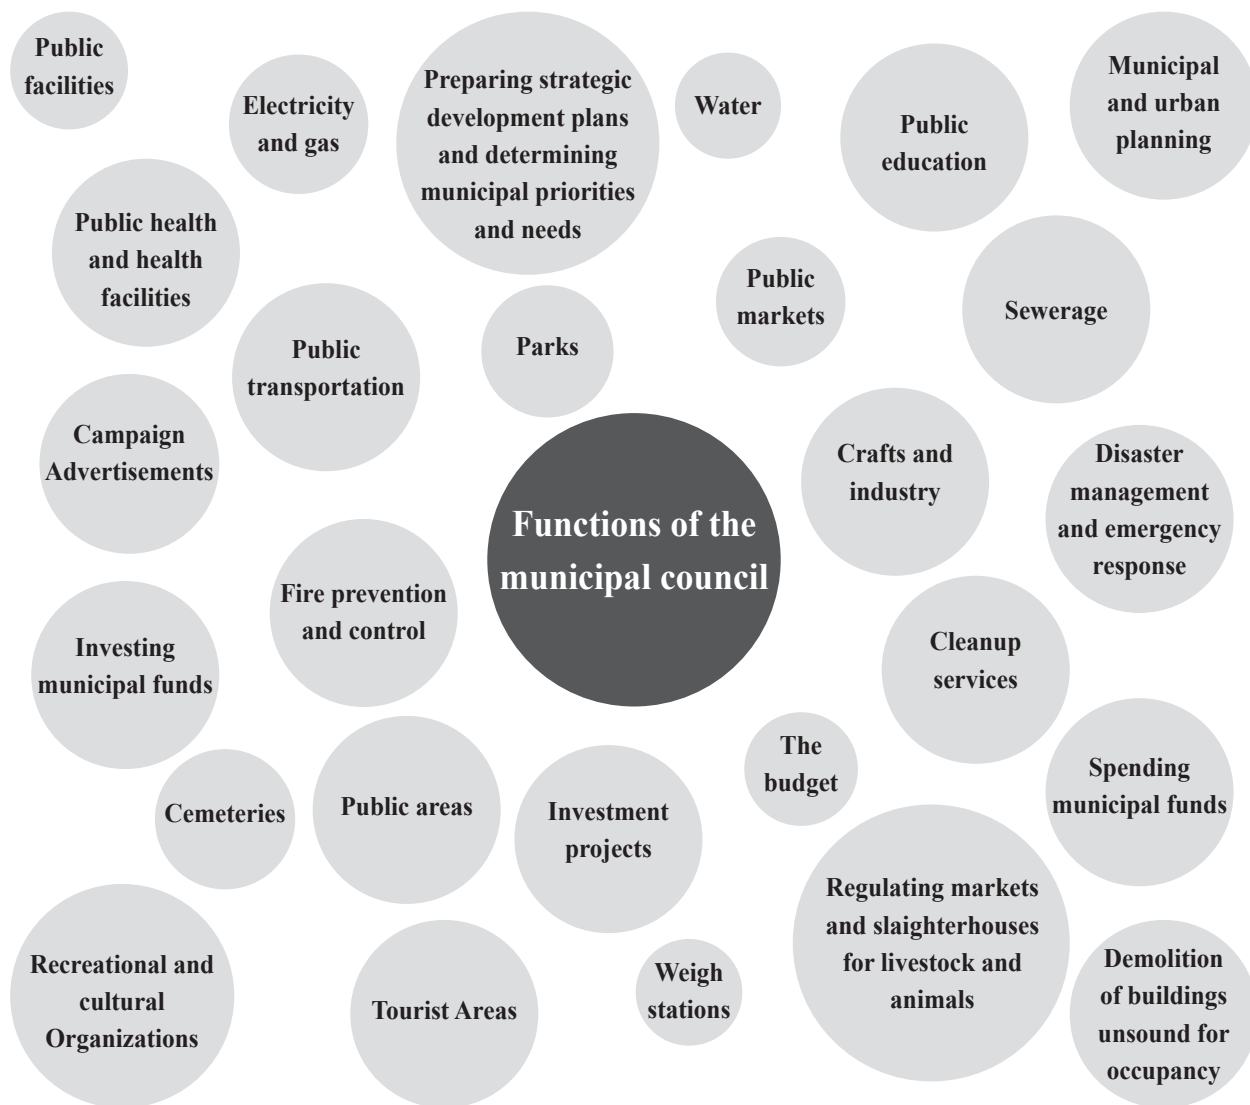 Public
facilities
Electricity
and gas
Preparing strategic
development plans
and determining
municipal priorities
and needs
Water
Public
education
Municipal
and urban
planning
Public health
and health
facilities
Public
transportation
Parks
Public
markets
Sewerage
Campaign
Advertisements
Functions of the
municipal council
Crafts and
industry
Disaster
management
and emergency
response
Fire prevention
and control
Investing
municipal funds
Cleanup
services
Cemeteries
Public areas
Investment
projects
The
budget
Spending
municipal funds
Recreational and
cultural
Organizations
Tourist Areas
Weigh
stations
Regulating markets
and slaighterhouses
for livestock and
animals
Demolition
of buildings
unsound for
occupancy